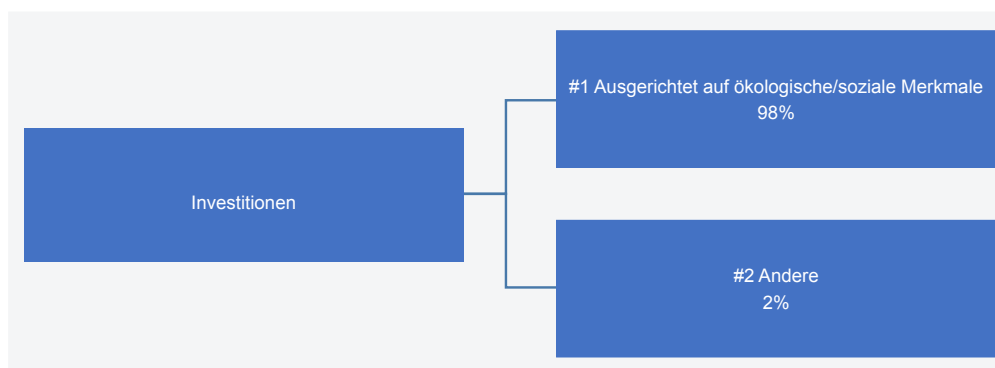 Investitionen
#1 Ausgerichtet auf ökologische/soziale Merkmale
98%
#2 Andere
2%